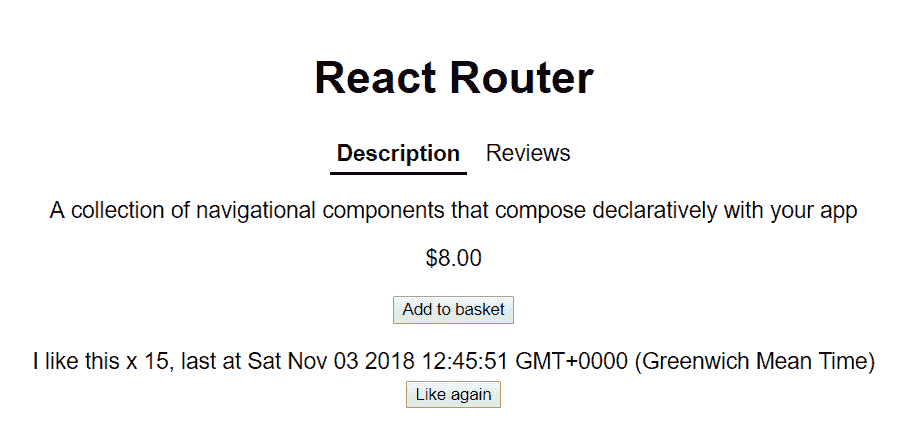 React Router
Description Reviews
A collection of navigational components that compose declaratively with your app
$8.00
Add to basket
I like this x 15, last at Sat Nov 03 2018 12:45:51 GMT+0000 (Greenwich Mean Time)
Like again